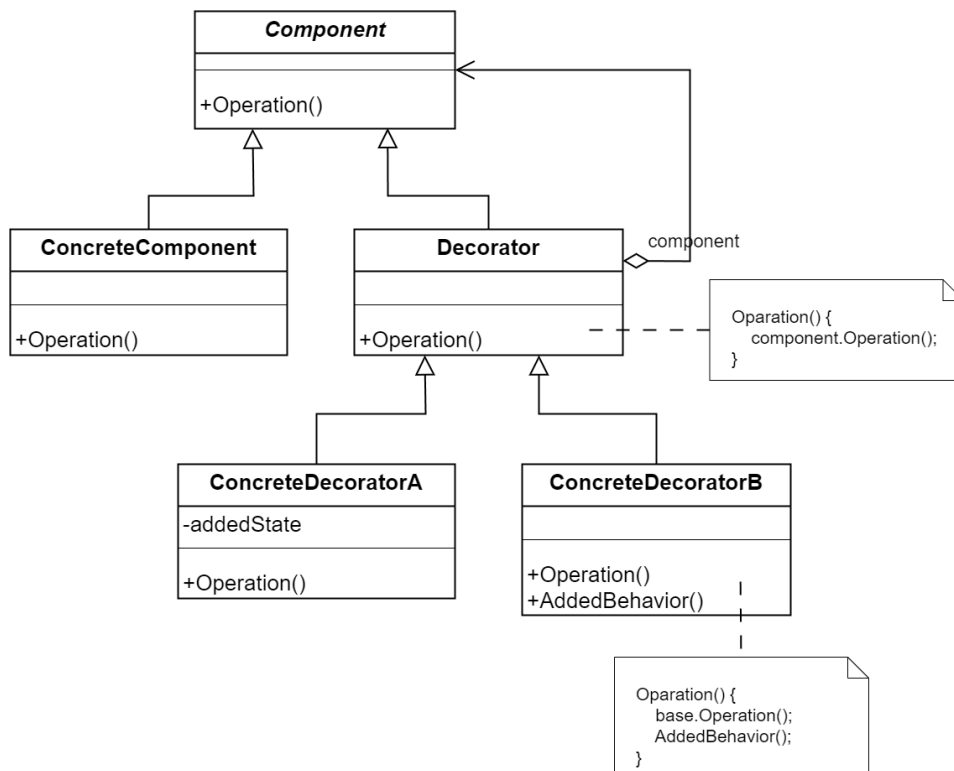 Component
+Operation()
ConcreteComponent
+Operation()
Decorator
+Operation()
component
Oparation() {
component.Operation();
}
ConcreteDecoratorA
-addedState
+Operation()
ConcreteDecoratorB
+Operation()
+AddedBehavior()
Oparation() {
base.Operation();
AddedBehavior();
}